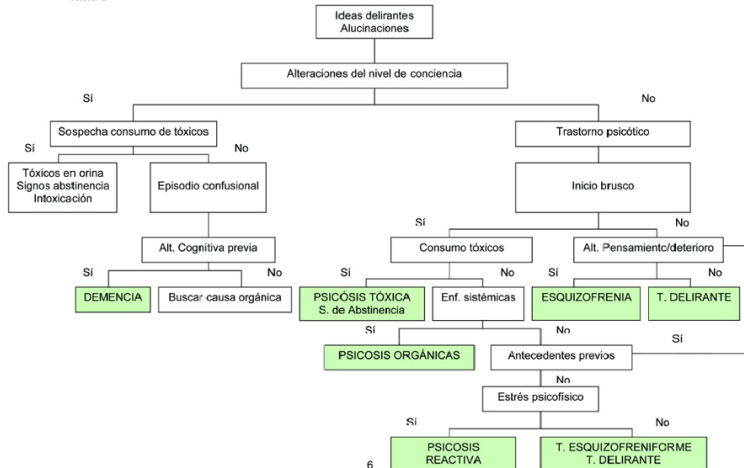 Ideas delirantes
Alucinaciones
Alteraciones del nivel de conciencia
Sí
No
Sospecha consumo de tóxicos
Trastorno psicótico
Sí
No
Tóxicos en orina
Signos abstinencia
Intoxicación
Episodio confusional
Inicio brusco
Sí
No
Alt. Cognitiva previa
Consumo tóxicos
Alt. Pensamiento/deterioro
Sí
No
Sí
No
Sí
No
DEMENCIA
Buscar causa orgánica
PSICÓSIS TÓXICA
S. de Abstinencia
Enf. sistémicas
ESQUIZOFRENIA
T. DELIRANTE
Sí
No
Sí
PSICOSIS ORGÁNICAS
Antecedentes previos
No
Estrés psicofísico
Sí
No
PSICOSIS
REACTIVA
T. ESQUIZOFRENIFORME
T. DELIRANTE
6